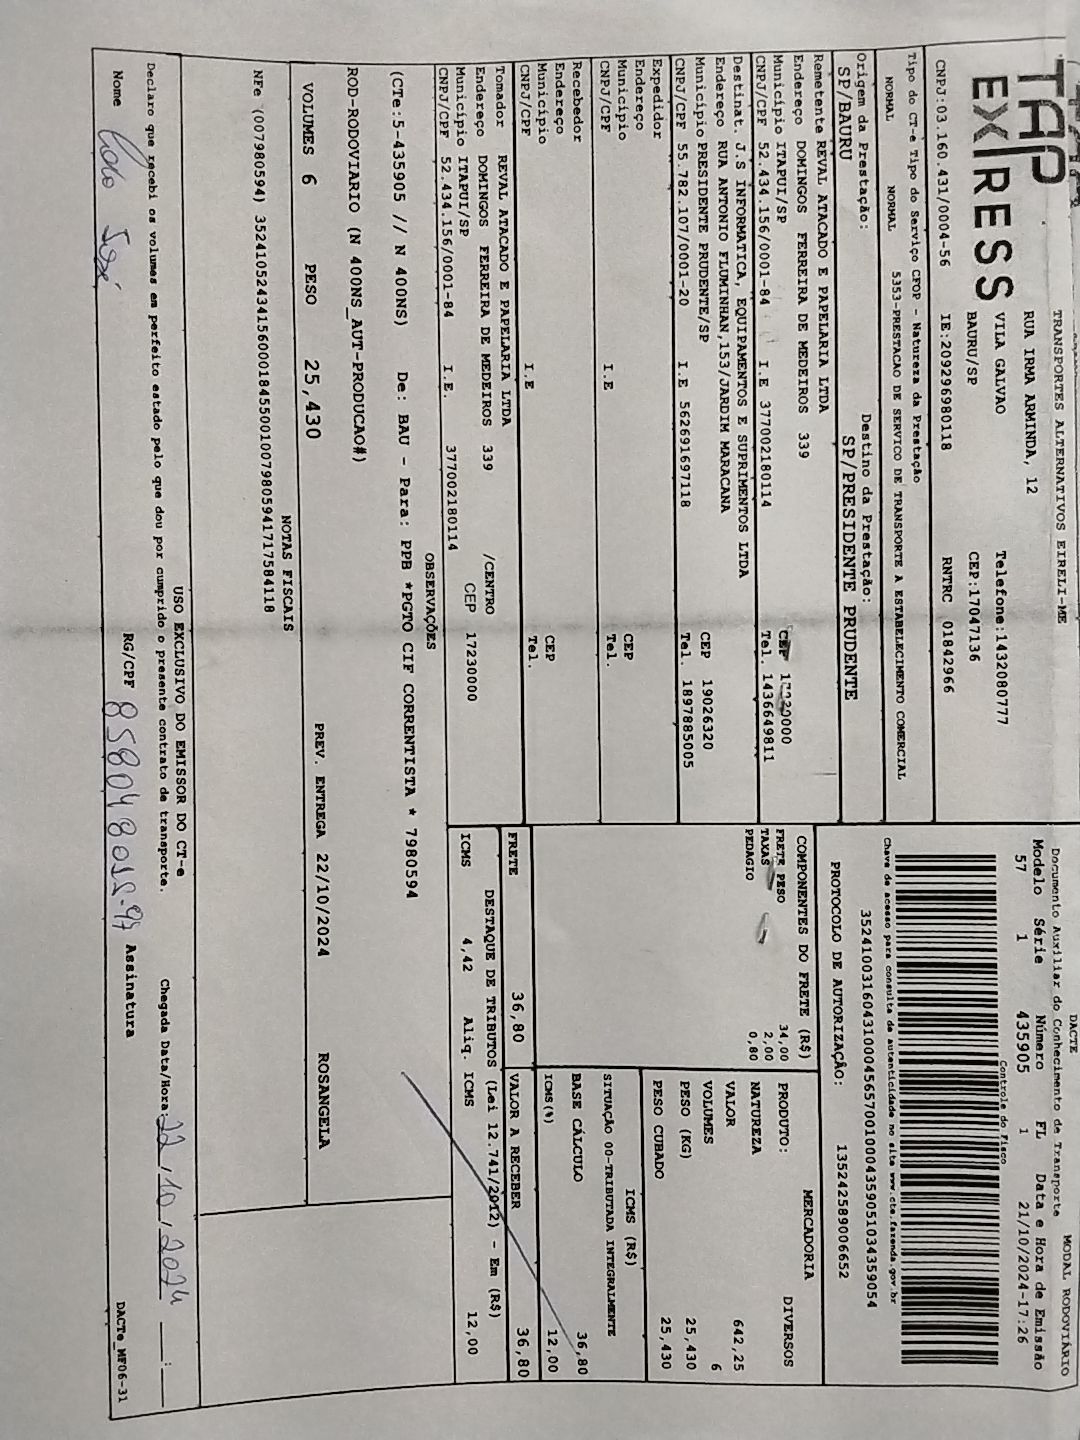 TAP
EXPRESS
TRANSPORTES ALTERNATIVOS EIRELI-ME
RUA IRMA ARMINDA, 12
VILA GALVAO
BAURU/SP
Telefone:1432080777
CEP:17047136
CNPJ:03.160.431/0004-56 IE:209296980118 RNTRC 01842966
Tipo do CT-e Tipo do Serviço CFOP - Natureza da Prestação
NORMAL NORMAL 5353-PRESTACAO DE SERVICO DE TRANSPORTE A ESTABELECIMENTO COMERCIAL
Origem da Prestação: Destino da Prestação:
SP/BAURU SP/PRESIDENTE PRUDENTE
DACTE MODAL RODOVIÁRIO
Documento Auxiliar do Conhecimento de Transporte
Modelo Série Número FL Data e Hora de Emissão
57 1 435905 1 21/10/2024-17:26
Controle do Fisco
Chave de acesso para consulta de autenticidade no site www.cte.fazenda.gov.br
35241003160431000456570010004359051034359054
PROTOCOLO DE AUTORIZAÇÃO: 135242589006652
Remetente REVAL ATACADO E PAPELARIA LTDA
Endereço DOMINGOS FERREIRA DE MEDEIROS 339
Município ITAPUI/SP CEP
CNPJ/CPF 52.434.156/0001-84 I.E 377002180114 Tel. 1436649811
Destinat. J.S INFORMATICA, EQUIPAMENTOS E SUPRIMENTOS LTDA
Endereço RUA ANTONIO FLUMINHAN,153/JARDIM MARACANA
Município PRESIDENTE PRUDENTE/SP CEP 19026320
CNPJ/CPF 55.782.107/0001-20 I.E 562691697118 Tel. 1897885005
Expedidor
Endereço
Município CEP
CNPJ/CPF I.E Tel.
Recebedor
Endereço
Município CEP
CNPJ/CPF I.E Tel.
Tomador REVAL ATACADO E PAPELARIA LTDA
Endereço DOMINGOS FERREIRA DE MEDEIROS 339 /CENTRO
Município ITAPUI/SP CEP 17230000
CNPJ/CPF 52.434.156/0001-84 I.E. 377002180114
COMPONENTES DO FRETE (R$)
FRETE PESO 34,00
TAXAS 2,00
PEDAGIO 0,80
FRETE 36,80
MERCADORIA
PRODUTO: DIVERSOS
NATUREZA
VALOR 642,25
VOLUMES 6
PESO (KG) 25,430
PESO CUBADO 25,430
ICMS (R$)
SITUAÇÃO 00-TRIBUTADA INTEGRALMENTE
BASE CÁLCULO 36,80
ICMS (%) 12,00
VALOR A RECEBER 36,80
DESTAQUE DE TRIBUTOS (Lei 12.741/2012) - Em (R$)
ICMS 4,42 Aliq. ICMS 12,00
OBSERVAÇÕES
(CTe:5-435905 // N 400NS) De: BAU - Para: PPB *PGTO CIF CORRENTISTA * 7980594
ROD-RODOVIARIO (N 400NS_AUT-PRODUCAO#)
VOLUMES 6 PESO 25,430 PREV. ENTREGA 22/10/2024 ROSANGELA
NOTAS FISCAIS
NFe (007980594) 35241052434156000184550010079805941717584118
USO EXCLUSIVO DO EMISSOR DO CT-e
Declaro que recebi os volumes em perfeito estado pelo que dou por cumprido o presente contrato de transporte. Chegada Data/Hora: 22/10/2024 __:__
Nome José RG/CPF 8580480155-97 Assinatura
DACTe_MF06-31